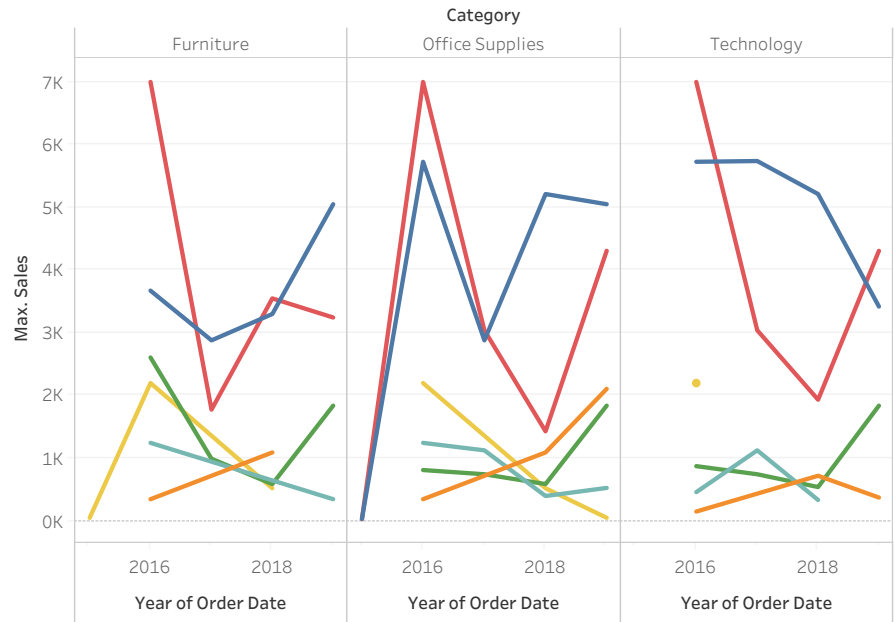 Category
Furniture Office Supplies Technology
7K
6K
5K
4K
3K
2K
1K
0K
Max. Sales
2016 2018 2016 2018 2016 2018
Year of Order Date Year of Order Date Year of Order Date